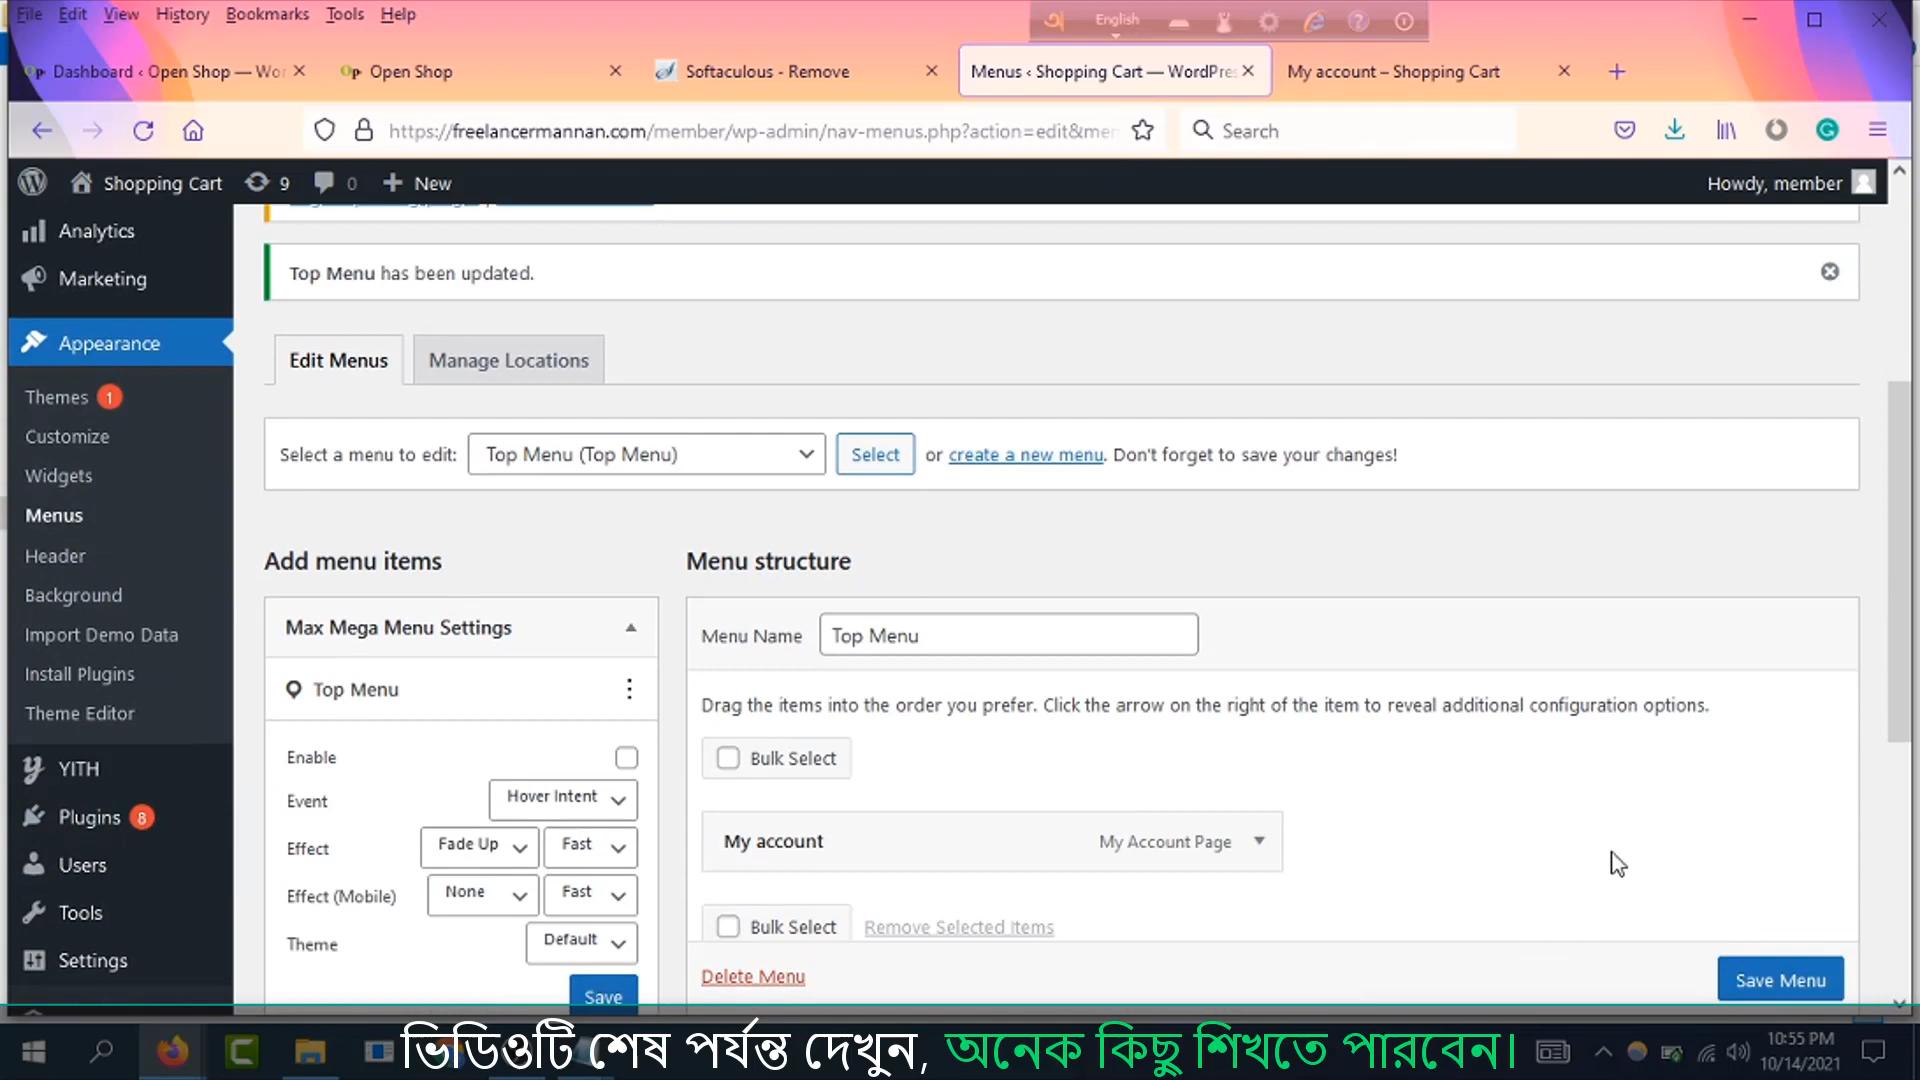 File Edit View History Bookmarks Tools Help
English
Dashboard ‹ Open Shop — Wor
Open Shop
Softaculous - Remove
Menus ‹ Shopping Cart — WordPres
My account – Shopping Cart
https://freelancermannan.com/member/wp-admin/nav-menus.php?action=edit&men
Search
Shopping Cart 9 0 New
Howdy, member
Analytics
Marketing
Appearance
Themes 1
Customize
Widgets
Menus
Header
Background
Import Demo Data
Install Plugins
Theme Editor
YITH
Plugins 8
Users
Tools
Settings
Top Menu has been updated.
Edit Menus
Manage Locations
Select a menu to edit: Top Menu (Top Menu) Select or create a new menu. Don't forget to save your changes!
Add menu items
Max Mega Menu Settings
Top Menu
Enable
Event Hover Intent
Effect Fade Up Fast
Effect (Mobile) None Fast
Theme Default
Save
Menu structure
Menu Name Top Menu
Drag the items into the order you prefer. Click the arrow on the right of the item to reveal additional configuration options.
Bulk Select
My account My Account Page
Bulk Select Remove Selected Items
Delete Menu
Save Menu
ভিডিওটি শেষ পর্যন্ত দেখুন, অনেক কিছু শিখতে পারবেন।
10:55 PM
10/14/2021